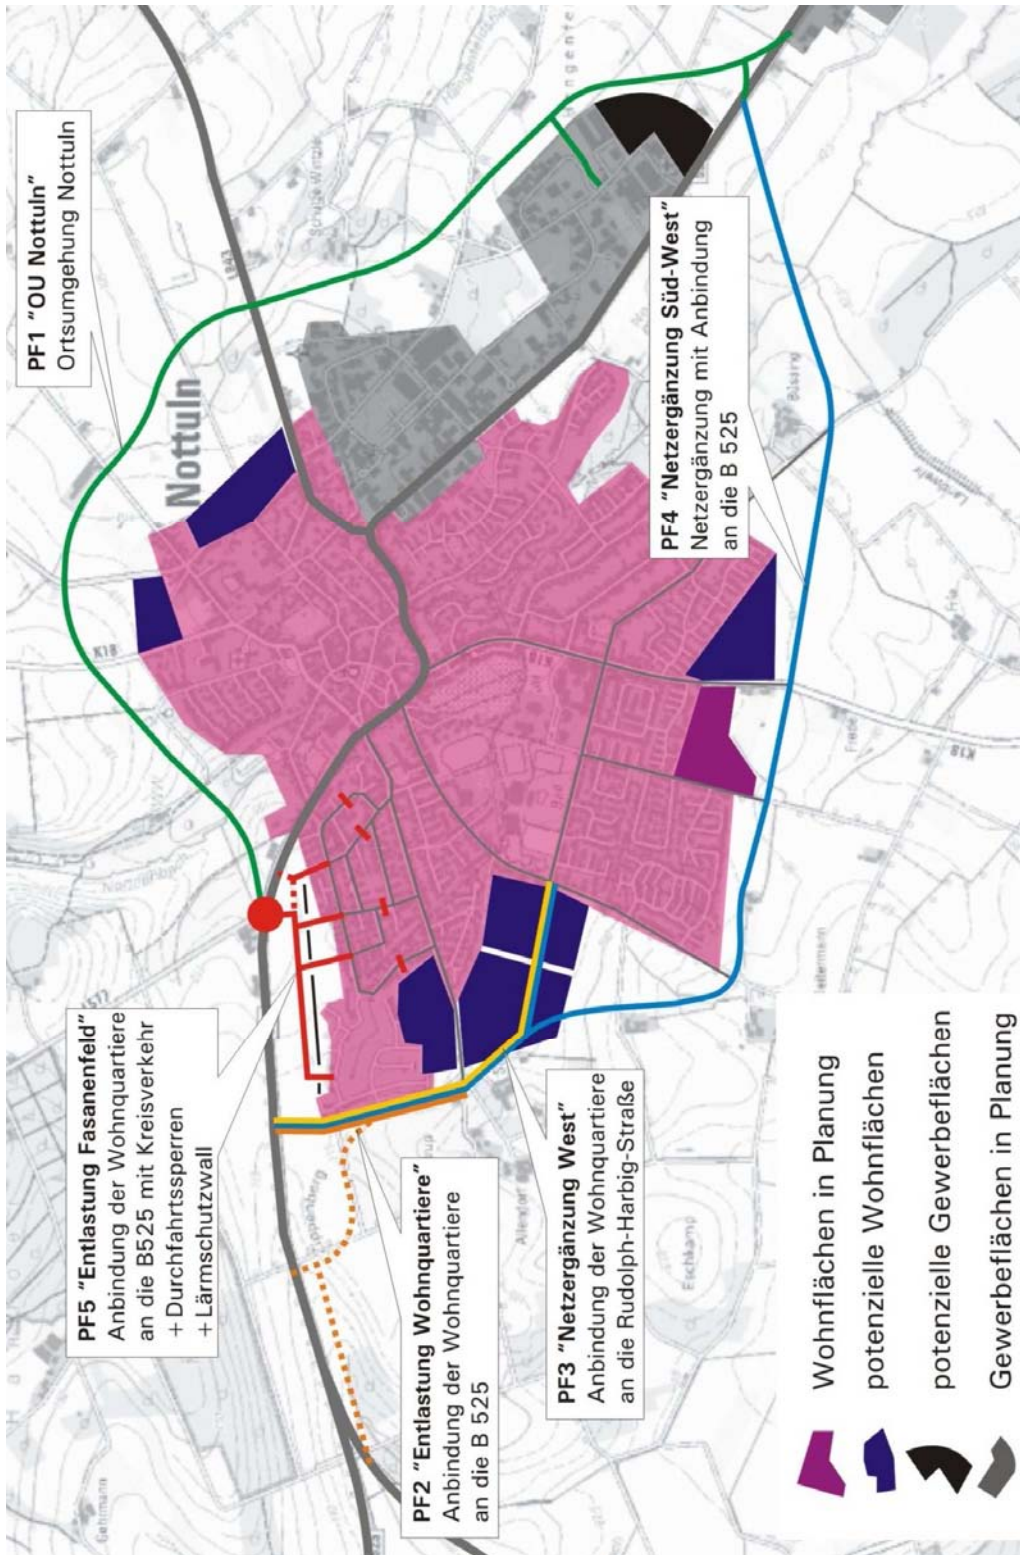 PF1 "OU Nottuln"
Ortsumgehung Nottuln
Nottuln
K18
PF5 "Entlastung Fasanenfeld"
Anbindung der Wohnquartiere
an die B525 mit Kreisverkehr
+ Durchfahrtssperren
+ Lärmschutzwall
PF4 "Netzergänzung Süd-West"
Netzergänzung mit Anbindung
an die B 525
PF2 "Entlastung Wohnquartiere"
Anbindung der Wohnquartiere
an die B 525
PF3 "Netzergänzung West"
Anbindung der Wohnquartiere
an die Rudolph-Harbig-Straße
K18
K18
Eschkamp
Gehlmann
Wohnflächen in Planung
potenzielle Wohnflächen
potenzielle Gewerbeflächen
Gewerbeflächen in Planung